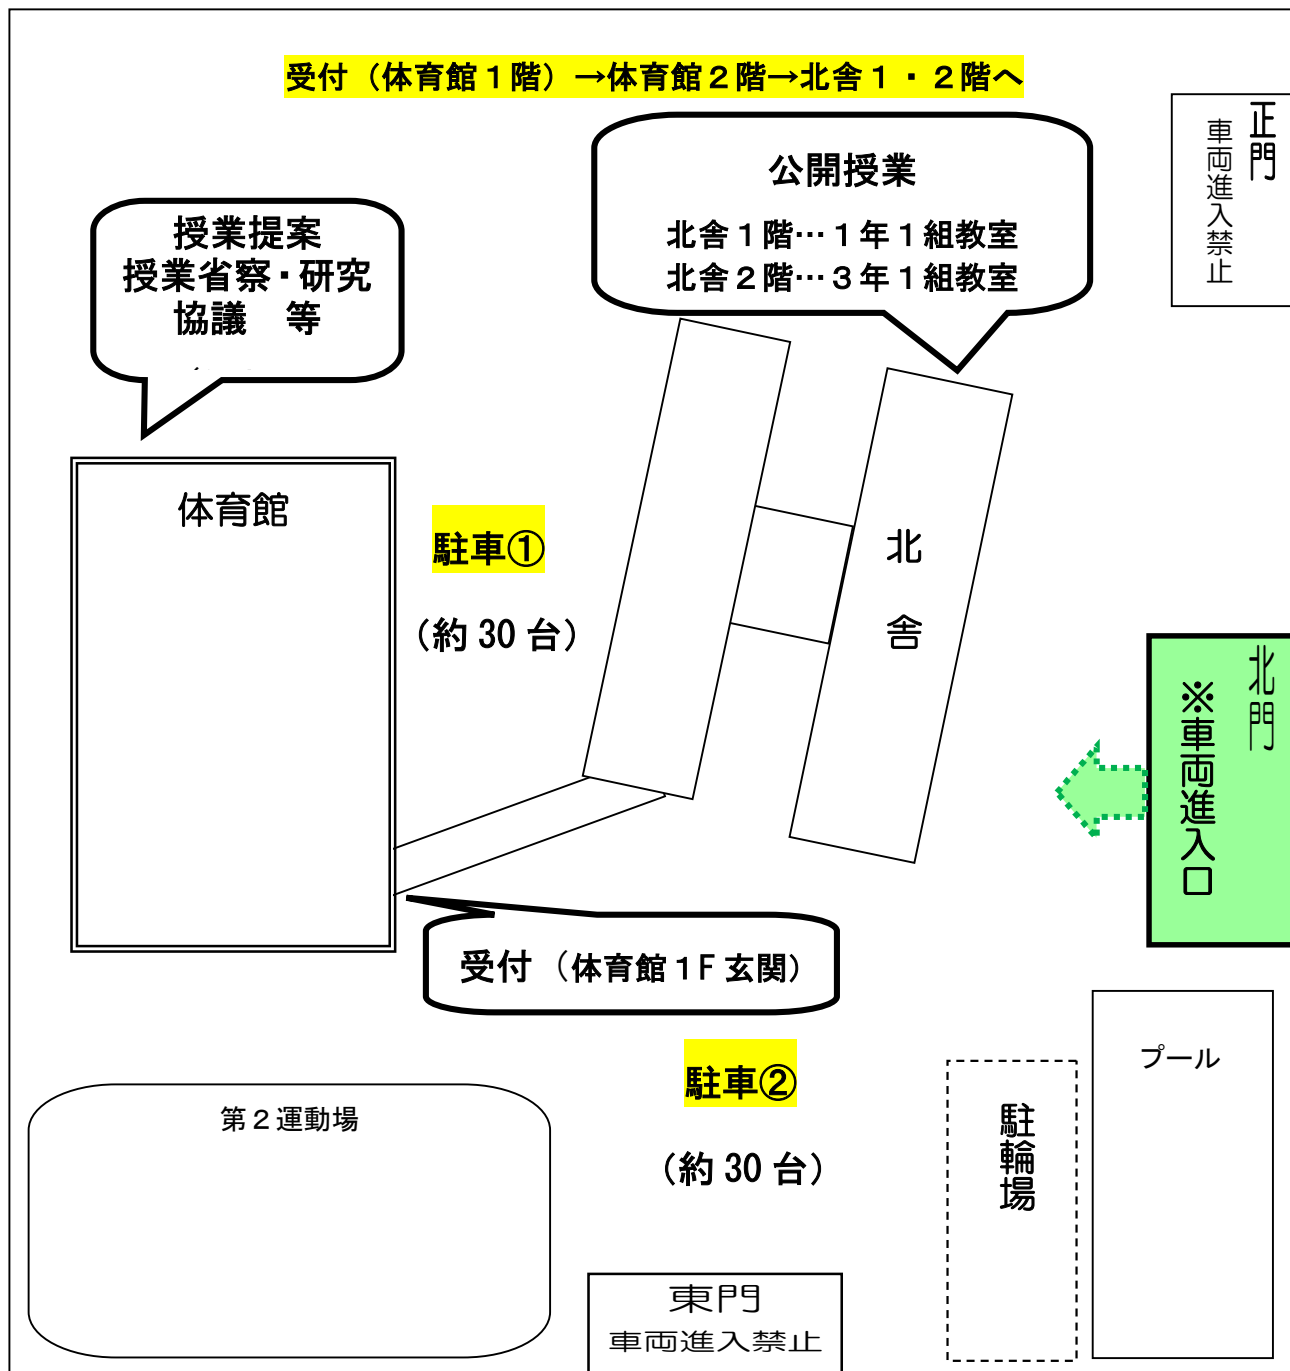 受付（体育館１階）→体育館２階→北舎１・２階へ
正門
車両進入禁止
公開授業
北舎１階…１年１組教室
北舎２階…３年１組教室
授業提案
授業省察・研究
協議　等
体育館
駐車①
（約 30 台）
北舎
北門
※車両進入口
受付（体育館１F 玄関）
駐車②
（約 30 台）
プール
駐輪場
第２運動場
東門
車両進入禁止